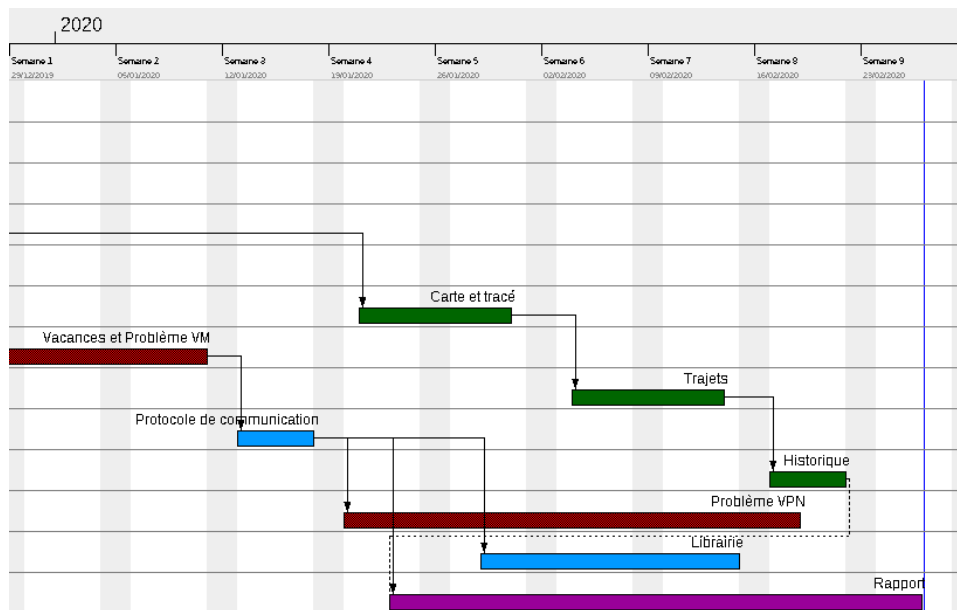 2020
Semaine 1 Semaine 2 Semaine 3 Semaine 4 Semaine 5 Semaine 6 Semaine 7 Semaine 8 Semaine 9
29/12/2019 05/01/2020 12/01/2020 19/01/2020 26/01/2020 02/02/2020 09/02/2020 16/02/2020 23/02/2020
Carte et tracé
Vacances et Problème VM
Trajets
Protocole de communication
Historique
Problème VPN
Librairie
Rapport